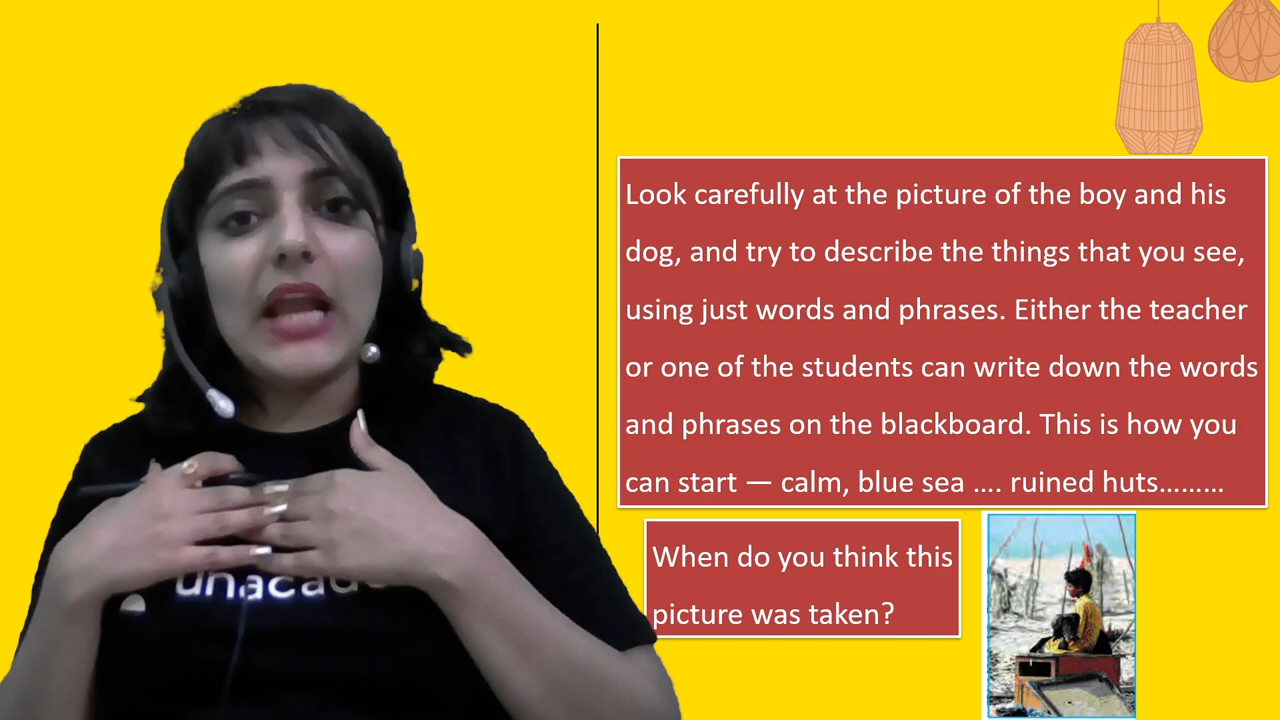 Look carefully at the picture of the boy and his
dog, and try to describe the things that you see,
using just words and phrases. Either the teacher
or one of the students can write down the words
and phrases on the blackboard. This is how you
can start — calm, blue sea .... ruined huts.........
When do you think this
picture was taken?